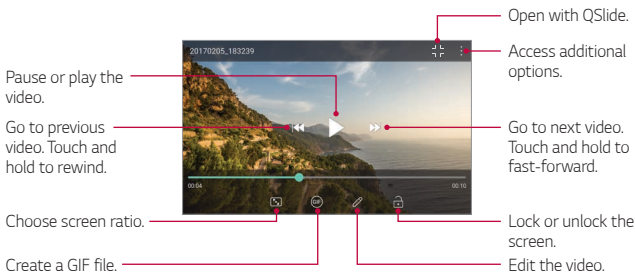 Open with QSlide.
20170205_183239
Access additional
options.
Pause or play the
video.
Go to previous
video. Touch and
hold to rewind.
Go to next video.
Touch and hold to
fast-forward.
00:04
00:10
GIF
Choose screen ratio.
Lock or unlock the
screen.
Create a GIF file.
Edit the video.